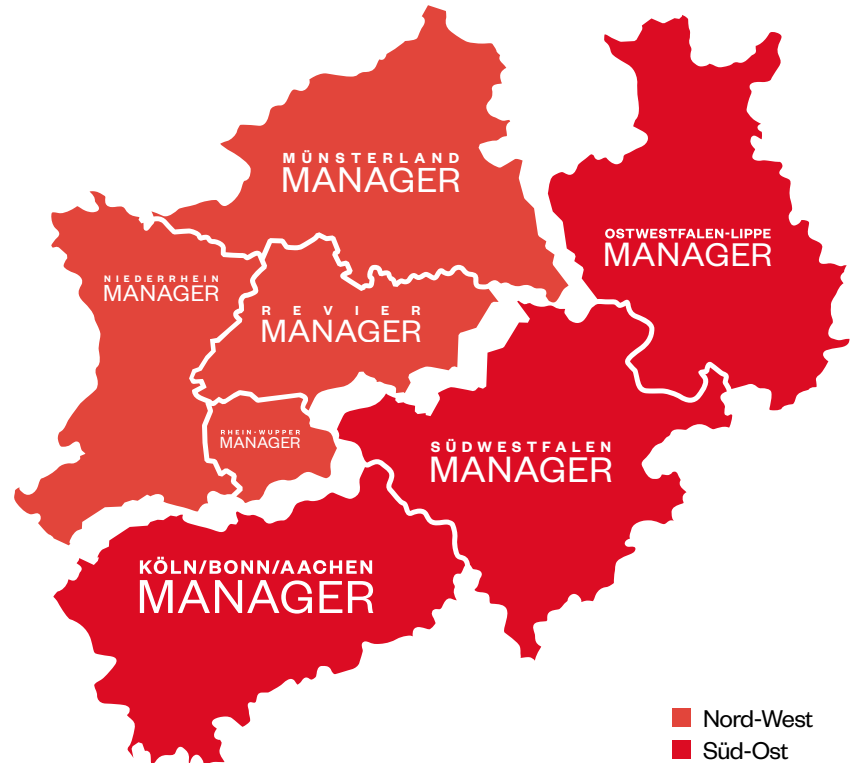 MÜNSTERLAND
MANAGER
OSTWESTFALEN-LIPPE
MANAGER
NIEDERRHEIN
MANAGER
REVIER
MANAGER
RHEIN-WUPPER
MANAGER
SÜDWESTFALEN
MANAGER
KÖLN/BONN/AACHEN
MANAGER
Nord-West
Süd-Ost